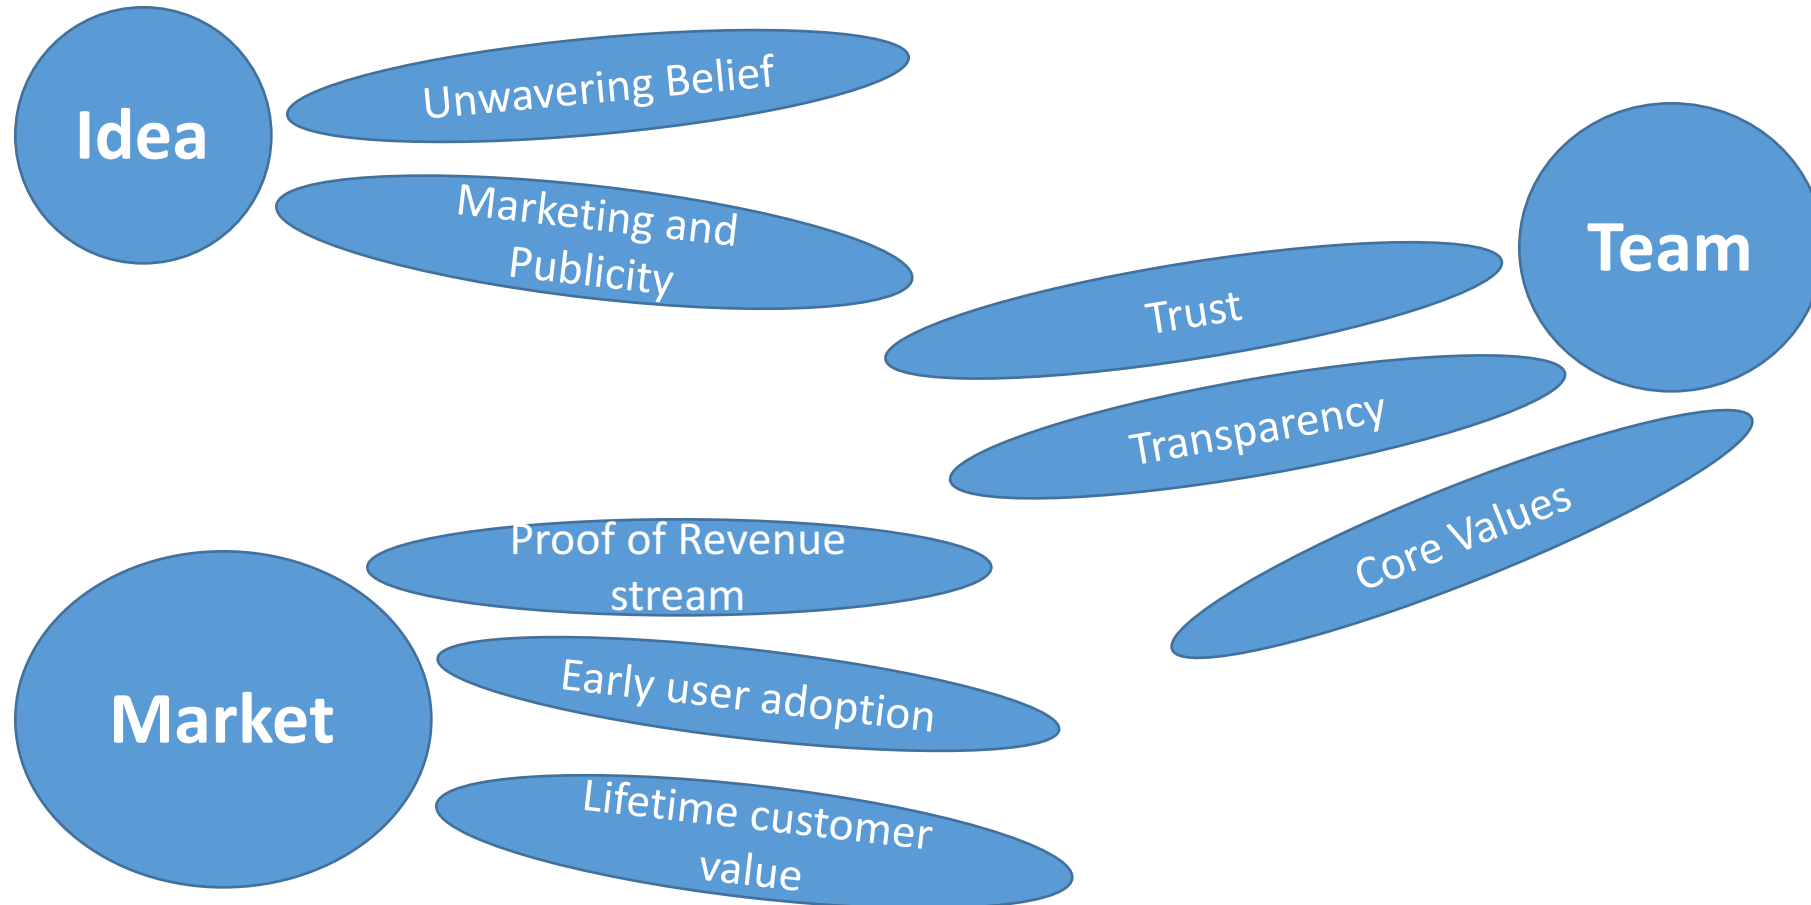 Idea
Unwavering Belief
Marketing and
Publicity
Team
Trust
Transparency
Core Values
Market
Proof of Revenue
stream
Early user adoption
Lifetime customer
value